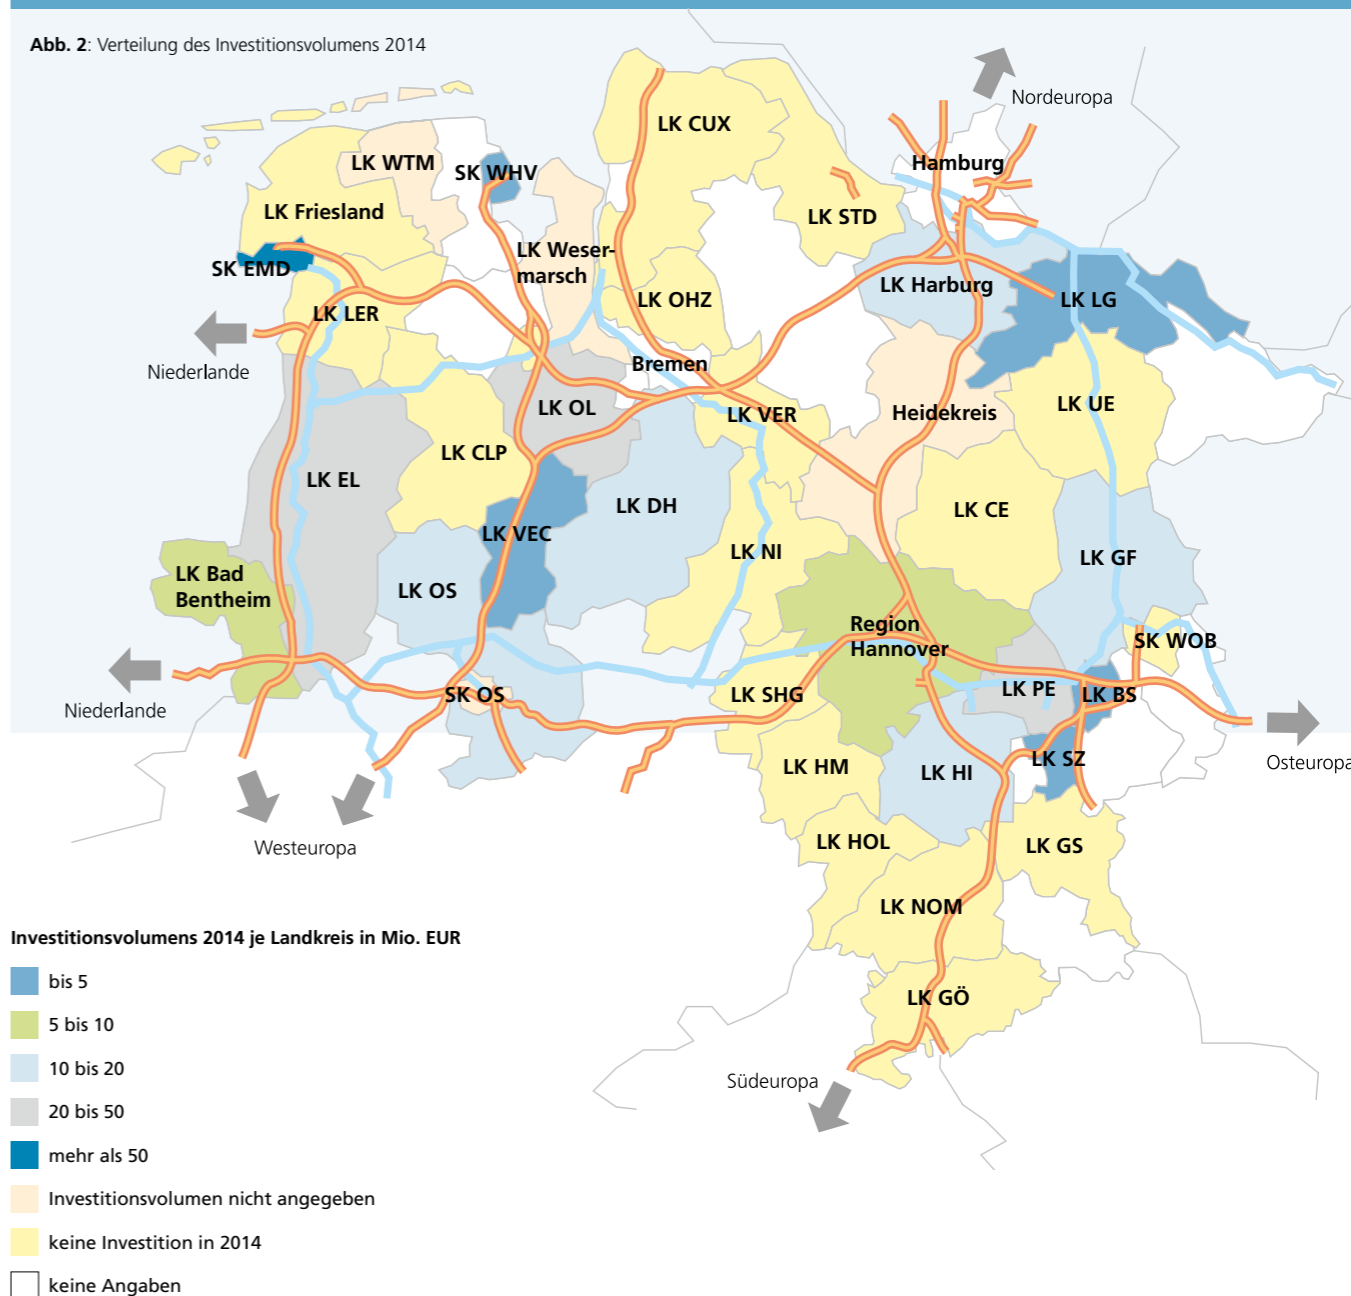 Abb. 2: Verteilung des Investitionsvolumens 2014
Nordeuropa
LK CUX
Hamburg
LK WTM
SK WHV
LK Friesland
LK STD
LK Weser-
marsch
SK EMD
LK Harburg
LK OHZ
LK LG
LK LER
Niederlande
Bremen
LK OL
LK VER
Heidekreis
LK UE
LK CLP
LK EL
LK DH
LK CE
LK VEC
LK NI
LK GF
LK Bad
Bentheim
LK OS
Region
Hannover
SK WOB
Niederlande
SK OS
LK SHG
LK PE
LK BS
LK HM
LK HI
LK SZ
Osteuropa
Westeuropa
LK HOL
LK GS
LK NOM
LK GÖ
Südeuropa
Investitionsvolumens 2014 je Landkreis in Mio. EUR
bis 5
5 bis 10
10 bis 20
20 bis 50
mehr als 50
Investitionsvolumen nicht angegeben
keine Investition in 2014
keine Angaben